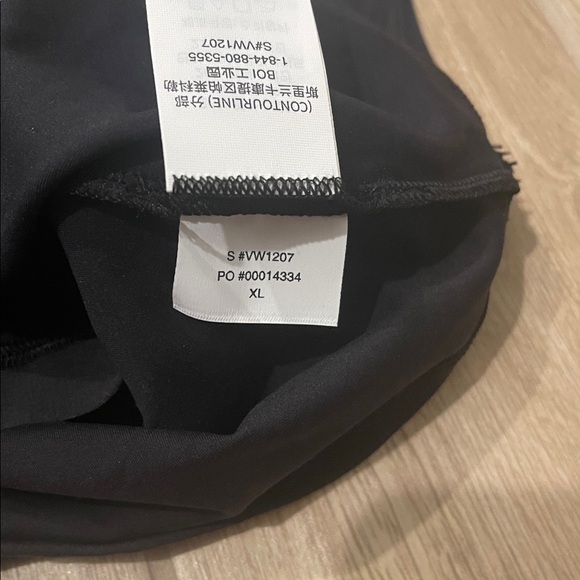 (CONTOURLINE) 分部
斯里兰卡康提区帕莱科勒
BOI 工业园
1-844-880-5355
S#VW1207
S #VW1207
PO #00014334
XL